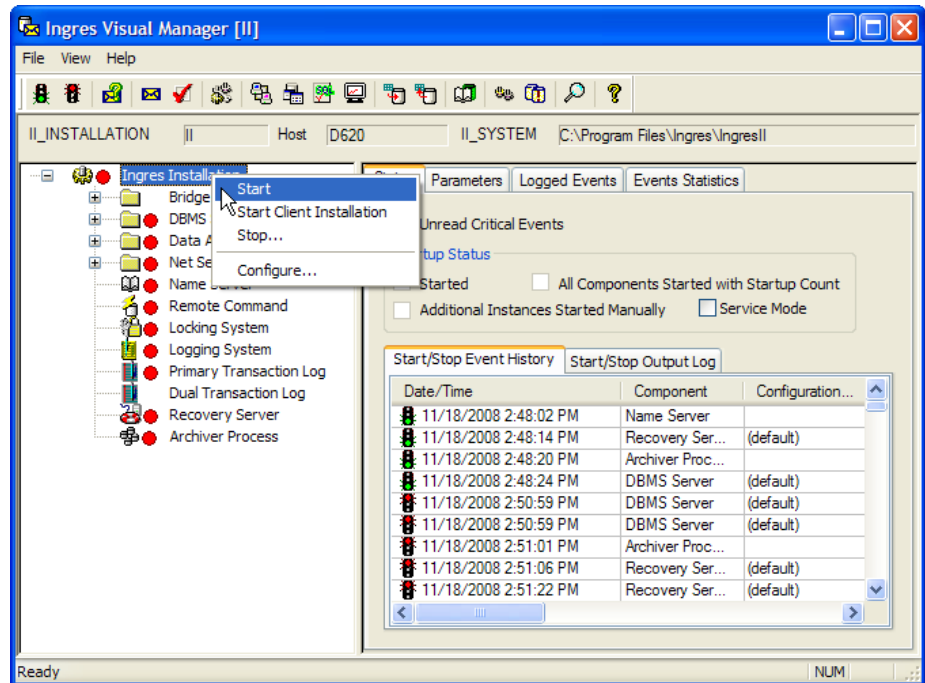 Ingres Visual Manager [II]
File View Help
SQL
II_INSTALLATION II Host D620 II_SYSTEM C:\Program Files\Ingres\IngresII
Ingres Installation
Bridge
DBMS
Data A
Net Se
Name Server
Remote Command
Locking System
Logging System
Primary Transaction Log
Dual Transaction Log
Recovery Server
Archiver Process
Start
Start Client Installation
Stop...
Configure...
Parameters Logged Events Events Statistics
Unread Critical Events
tup Status
Started All Components Started with Startup Count
Additional Instances Started Manually Service Mode
Start/Stop Event History Start/Stop Output Log
Date/Time Component Configuration...
11/18/2008 2:48:02 PM Name Server
11/18/2008 2:48:14 PM Recovery Ser... (default)
11/18/2008 2:48:20 PM Archiver Proc...
11/18/2008 2:48:24 PM DBMS Server (default)
11/18/2008 2:50:59 PM DBMS Server (default)
11/18/2008 2:50:59 PM DBMS Server (default)
11/18/2008 2:51:01 PM Archiver Proc...
11/18/2008 2:51:06 PM Recovery Ser... (default)
11/18/2008 2:51:22 PM Recovery Ser... (default)
Ready NUM